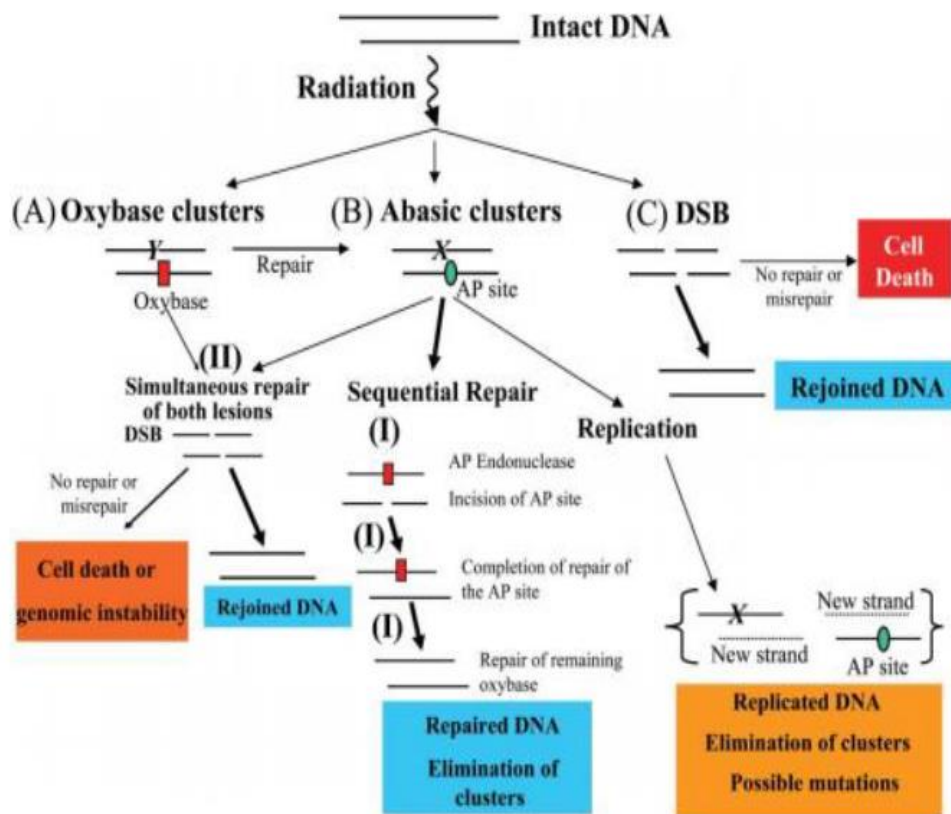 Intact DNA
Radiation
(A) Oxybase clusters
(B) Abasic clusters
(C) DSB
Y
X
Repair
Oxybase
AP site
No repair or
misrepair
Cell
Death
(II)
Simultaneous repair
of both lesions
DSB
Sequential Repair
(I)
AP Endonuclease
Incision of AP site
Replication
Rejoined DNA
No repair or
misrepair
Cell death or
genomic instability
Rejoined DNA
(I)
Completion of repair of
the AP site
(I)
Repair of remaining
oxybase
Repaired DNA
Elimination of
clusters
X
New strand
New strand
AP site
Replicated DNA
Elimination of clusters
Possible mutations